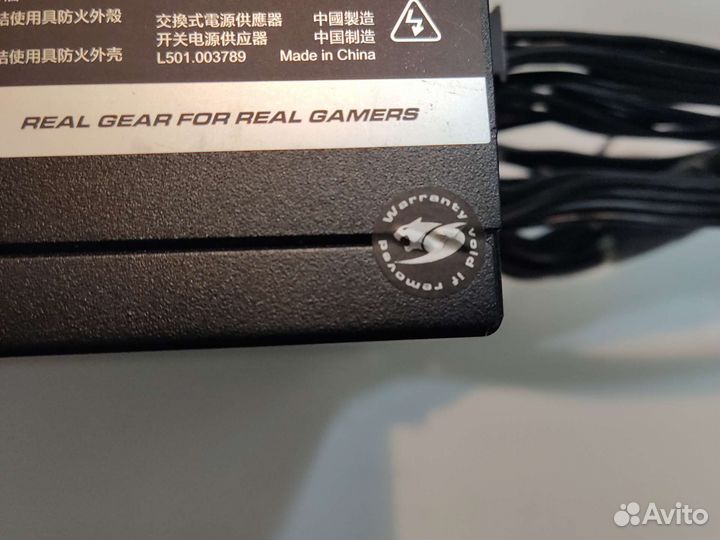 結使用具防火外殼 交換式電源供應器 中國製造
洁使用具防火外壳 开关电源供应器 中国制造
L501.003789 Made in China
REAL GEAR FOR REAL GAMERS
Warranty void if removed
Avito